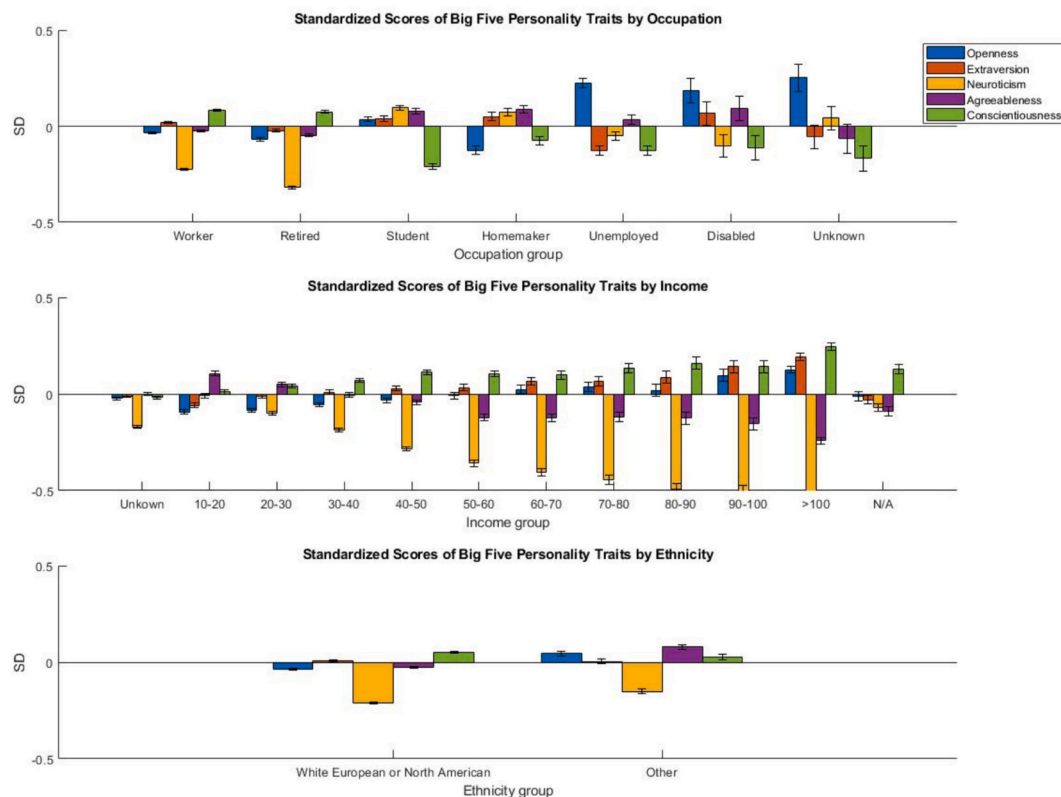 Standardized Scores of Big Five Personality Traits by Occupation
0.5
0
-0.5
SD
Openness
Extraversion
Neuroticism
Agreeableness
Conscientiousness
Worker Retired Student Homemaker Unemployed Disabled Unknown
Occupation group
Standardized Scores of Big Five Personality Traits by Income
0.5
0
-0.5
SD
Unkown 10-20 20-30 30-40 40-50 50-60 60-70 70-80 80-90 90-100 >100 N/A
Income group
Standardized Scores of Big Five Personality Traits by Ethnicity
0.5
0
-0.5
SD
White European or North American Other
Ethnicity group